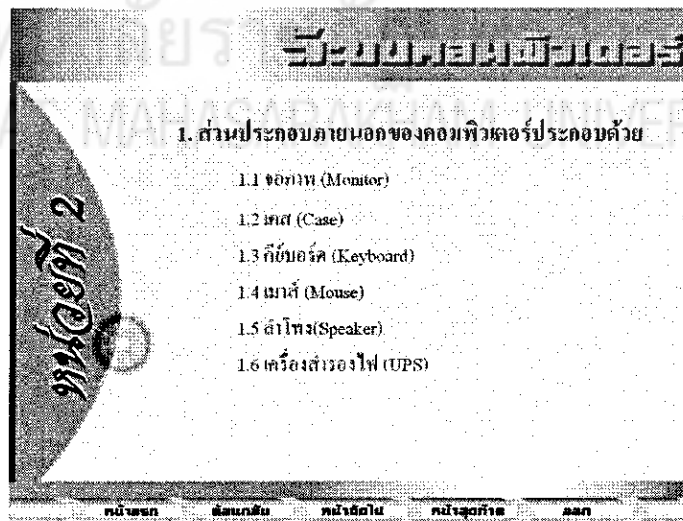 ระบบคอมพิวเตอร์
MAHASARAKHAM UNIVER
1. ส่วนประกอบภายนอกของคอมพิวเตอร์ประกอบด้วย
1.1 จอภาพ (Monitor)
1.2 เคส (Case)
1.3 คีย์บอร์ด (Keyboard)
1.4 เมาส์ (Mouse)
1.5 ลำโพง(Speaker)
1.6 เครื่องสำรองไฟ (UPS)
หน่วยที่ 2
หน้าแรก ย้อนกลับ หน้าถัดไป หน้าสุดท้าย ออก